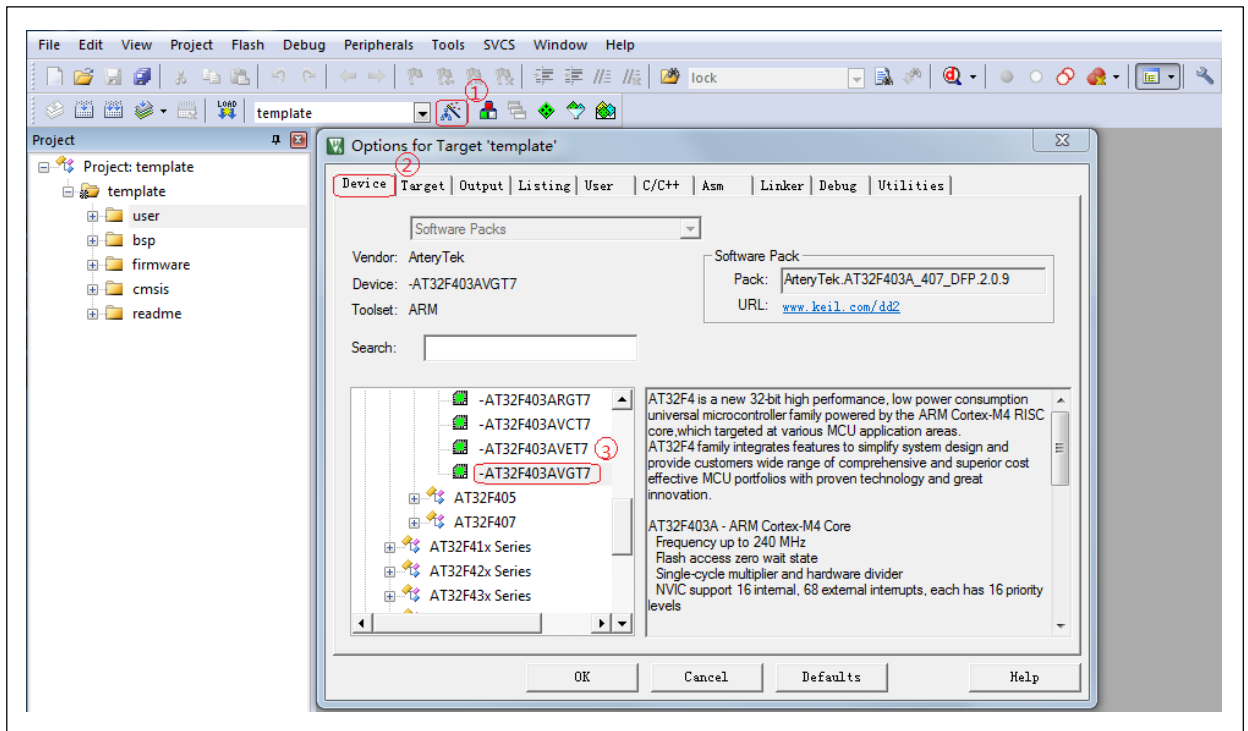 File Edit View Project Flash Debug Peripherals Tools SVCS Window Help
lock
①
LOAD
template
Project
Project: template
template
user
bsp
firmware
cmsis
readme
Options for Target 'template'
②
Device Target Output Listing User C/C++ Asm Linker Debug Utilities
Software Packs
Vendor: ArteryTek
Device: -AT32F403AVGT7
Toolset: ARM
Software Pack
Pack: ArteryTek.AT32F403A_407_DFP.2.0.9
URL: www.keil.com/dd2
Search:
-AT32F403ARGT7
-AT32F403AVCT7
-AT32F403AVET7
③
-AT32F403AVGT7
AT32F405
AT32F407
AT32F41x Series
AT32F42x Series
AT32F43x Series
AT32F4 is a new 32-bit high performance, low power consumption
universal microcontroller family powered by the ARM Cortex-M4 RISC
core,which targeted at various MCU application areas.
AT32F4 family integrates features to simplify system design and
provide customers wide range of comprehensive and superior cost
effective MCU portfolios with proven technology and great
innovation.
AT32F403A - ARM Cortex-M4 Core
Frequency up to 240 MHz
Flash access zero wait state
Single-cycle multiplier and hardware divider
NVIC support 16 internal, 68 external interrupts, each has 16 priority
levels
OK Cancel Defaults Help